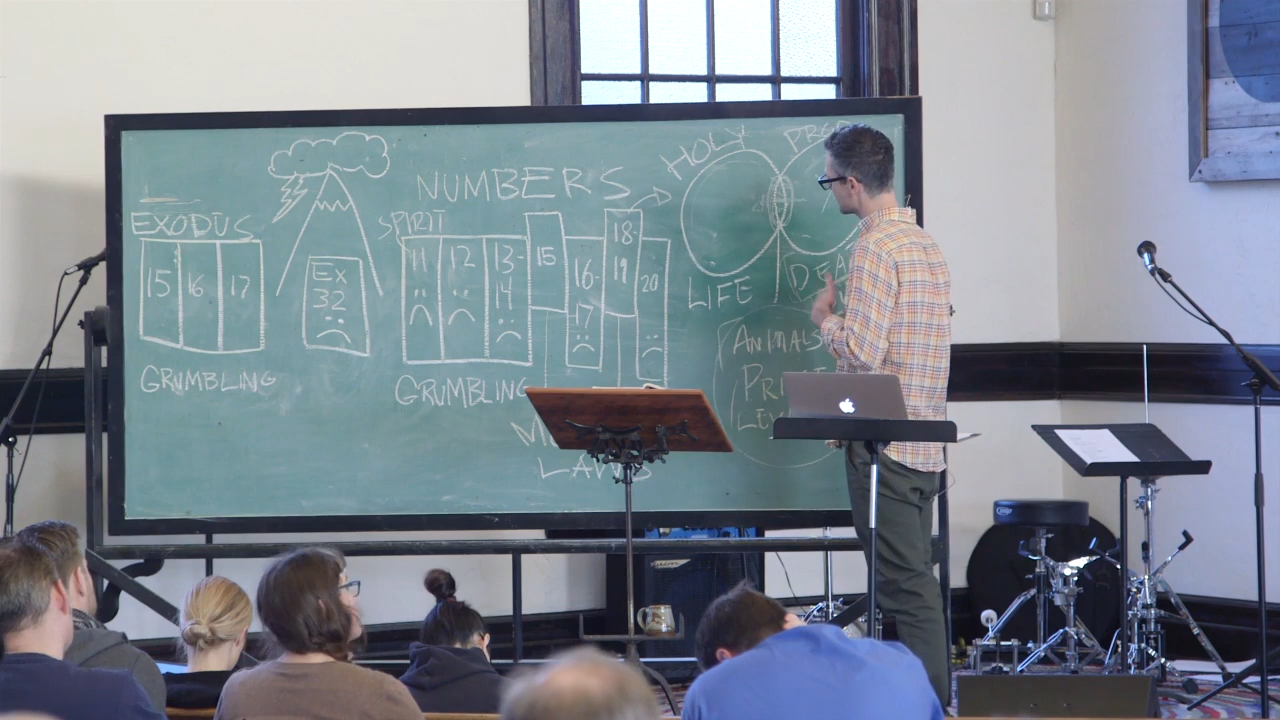 EXODUS
15 16 17
GRUMBLING
EX
32
NUMBERS
SPIRIT
11 12 13-
14
15
16-
17
18-
19
20
GRUMBLING
LAWS
HOLY
LIFE
ANIMALS